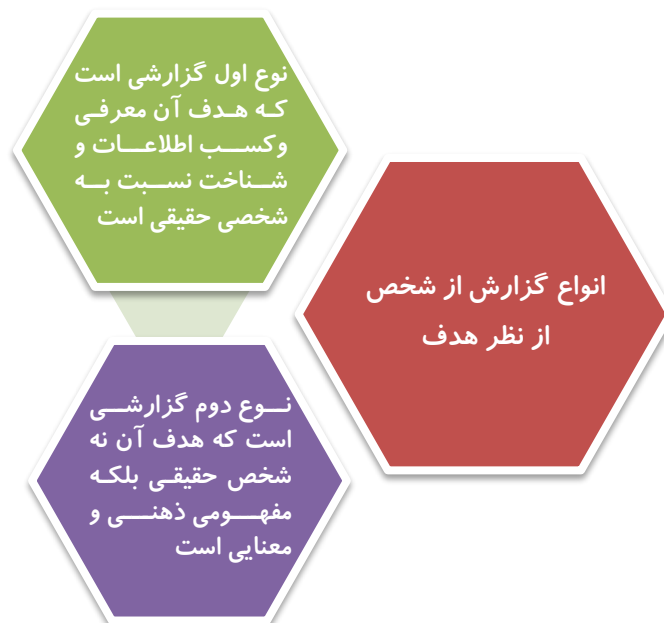 انواع گزارش از شخص
از نظر هدف
نوع اول گزارشی است
که هدف آن معرفی
وکسب اطلاعات و
شناخت نسبت به
شخصی حقیقی است
نوع دوم گزارشی
است که هدف آن نه
شخص حقیقی بلکه
مفهومی ذهنی و
معنایی است